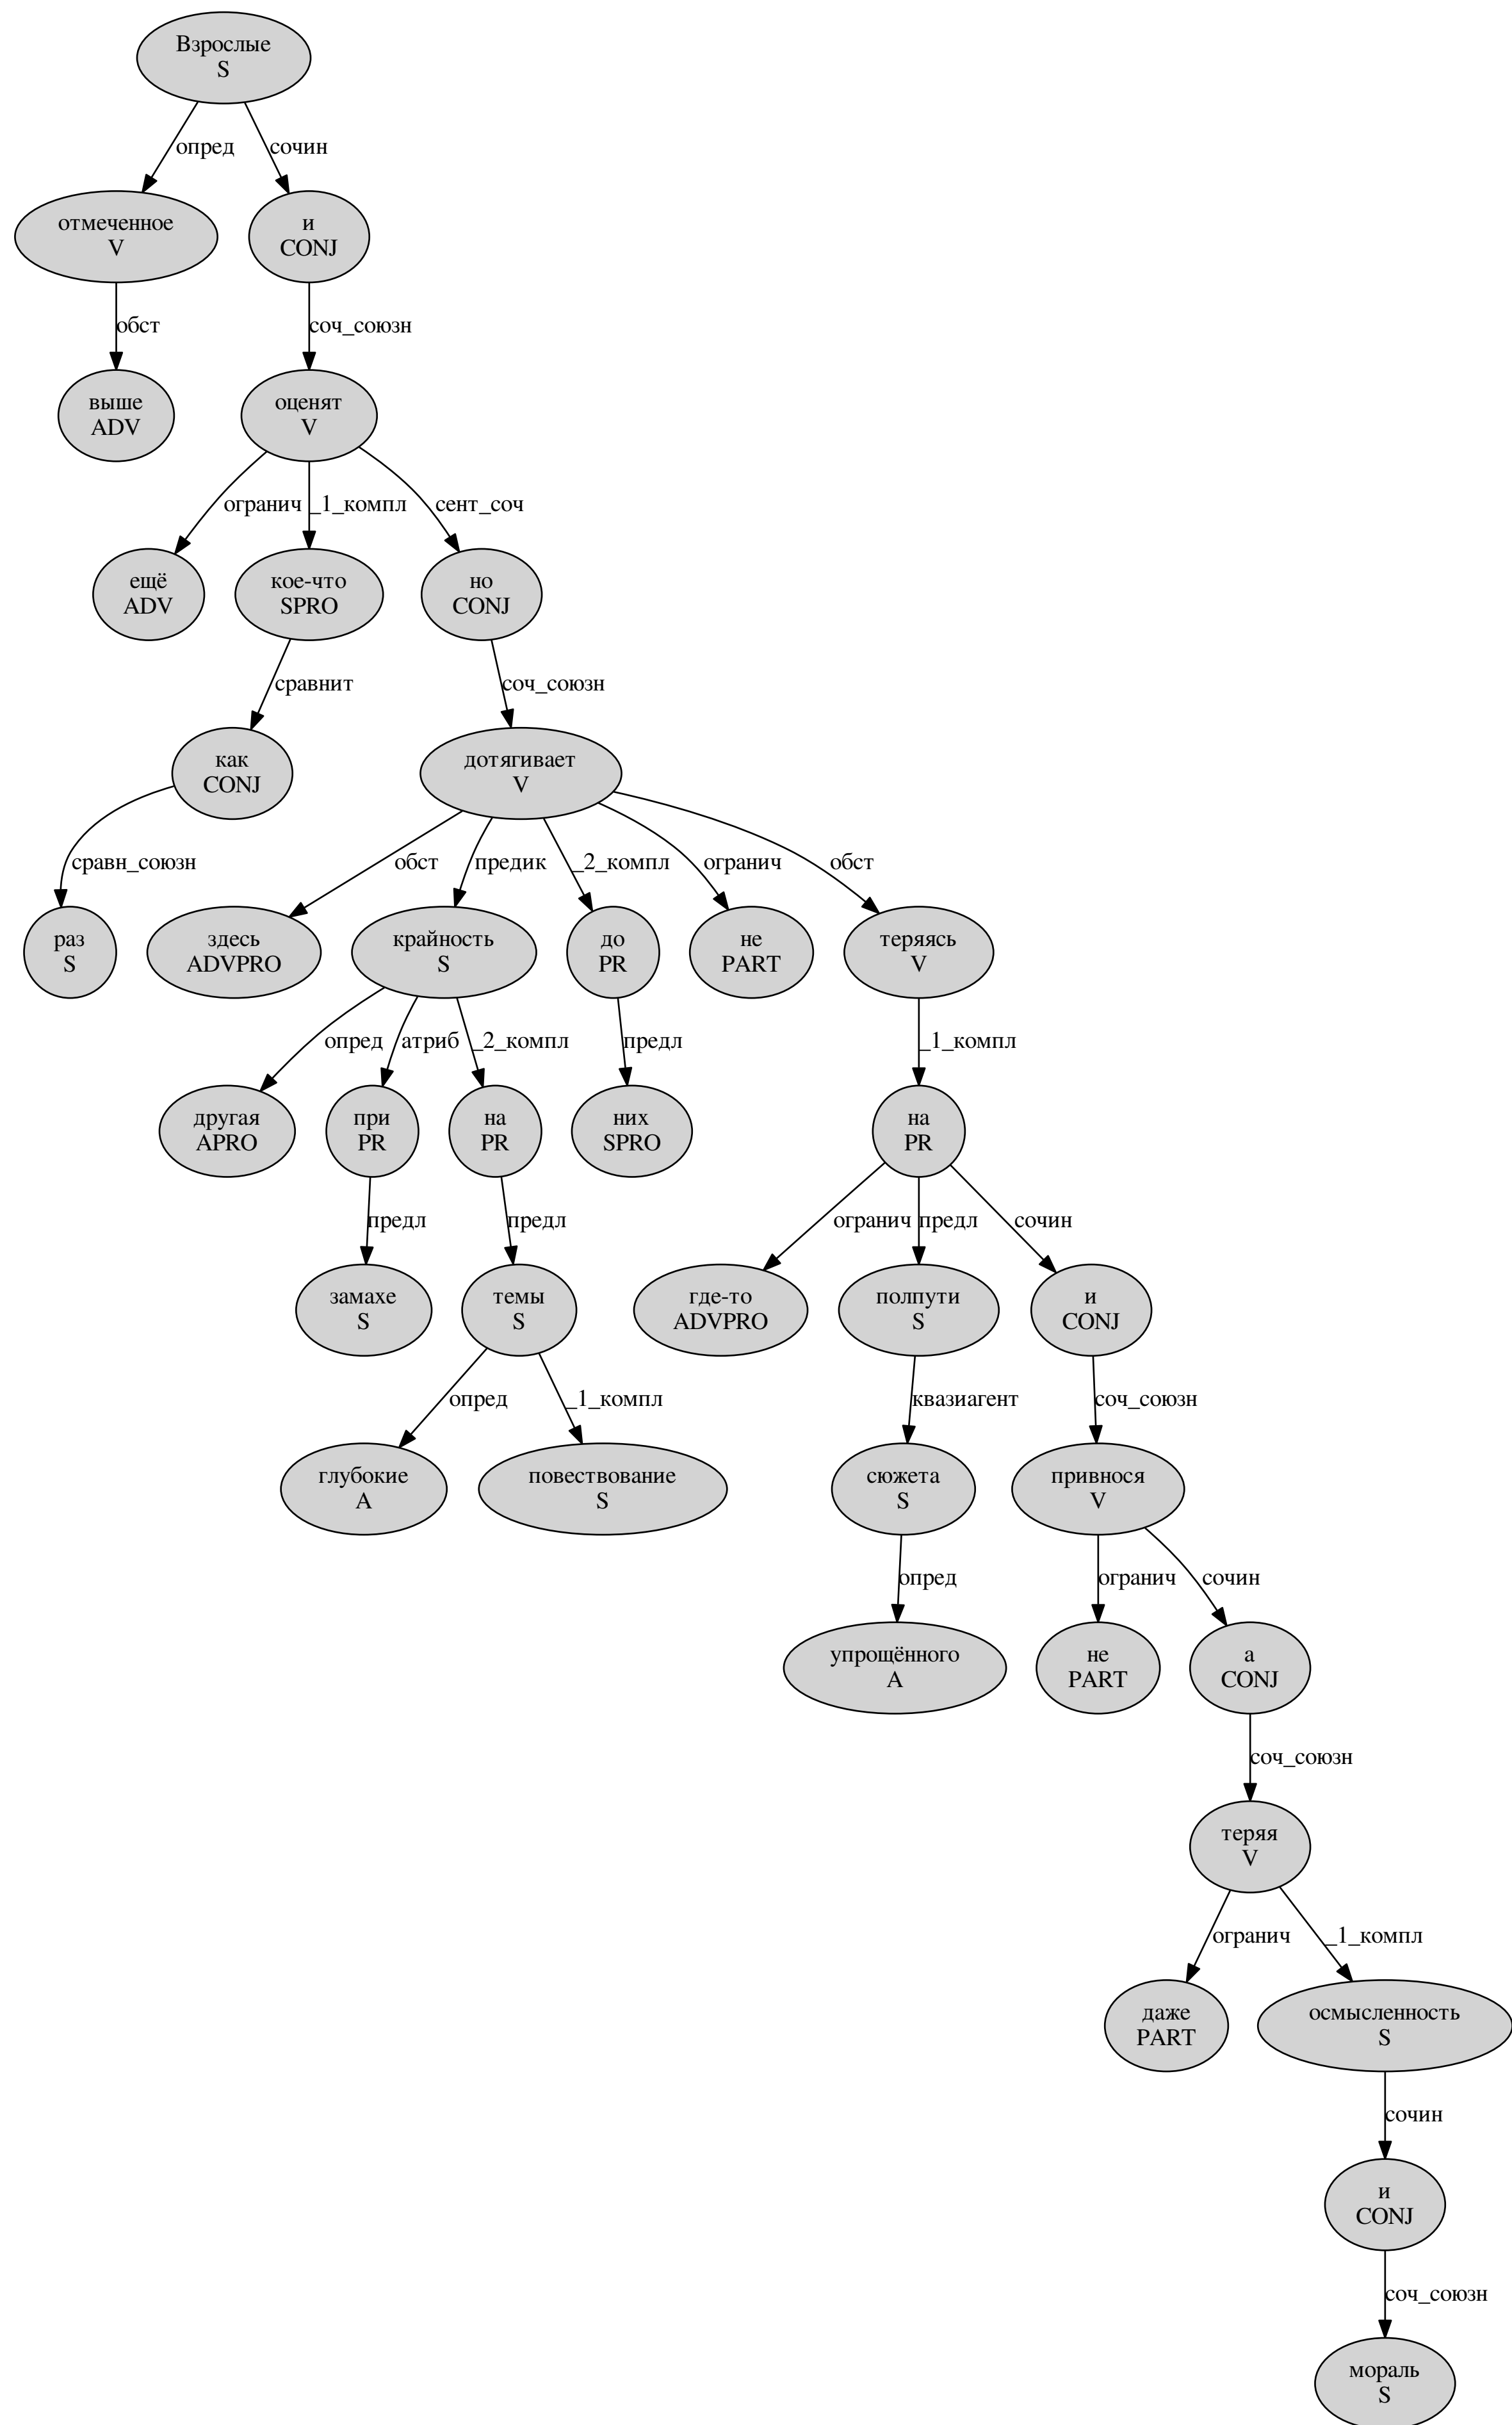 Взрослые
S
опред
сочин
отмеченное
V
и
CONJ
обст
соч_союзн
выше
ADV
оценят
V
огранич
_1_компл
сент_соч
ещё
ADV
кое-что
SPRO
но
CONJ
сравнит
соч_союзн
как
CONJ
дотягивает
V
сравн_союзн
обст
предик
_2_компл
огранич
обст
раз
S
здесь
ADVPRO
крайность
S
до
PR
не
PART
теряясь
V
опред
атриб
_2_компл
предл
_1_компл
другая
APRO
при
PR
на
PR
них
SPRO
на
PR
предл
предл
огранич
предл
сочин
замахе
S
темы
S
где-то
ADVPRO
полпути
S
и
CONJ
опред
_1_компл
квазиагент
соч_союзн
глубокие
A
повествование
S
сюжета
S
привнося
V
опред
огранич
сочин
упрощённого
A
не
PART
а
CONJ
соч_союзн
теряя
V
огранич
_1_компл
даже
PART
осмысленность
S
сочин
и
CONJ
соч_союзн
мораль
S